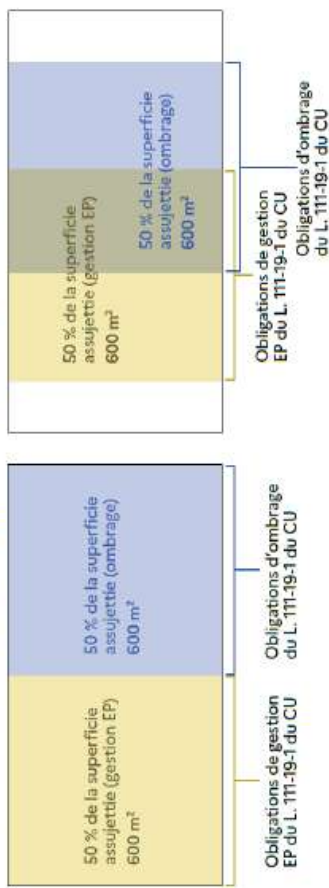 50 % de la superficie
assujettie (gestion EP)
600 m²
50 % de la superficie
assujettie (ombrage)
600 m²
Obligations de gestion
EP du L. 111-19-1 du CU
Obligations d'ombrage
du L. 111-19-1 du CU
50 % de la superficie
assujettie (gestion EP)
600 m²
50 % de la superficie
assujettie (ombrage)
600 m²
Obligations de gestion
EP du L. 111-19-1 du CU
Obligations d'ombrage
du L. 111-19-1 du CU